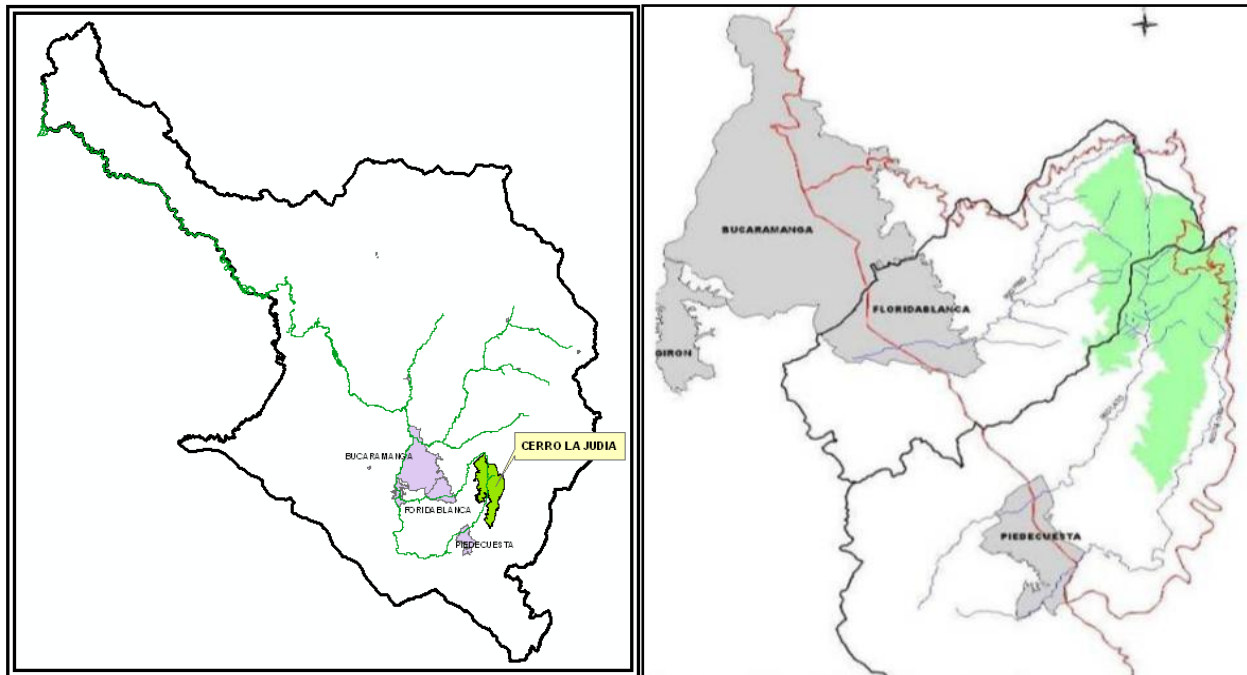 CERRO LA JUDIA
BUCARAMANGA
FORIDABLANCA
PIEDECUESTA
BUCARAMANGA
FLORIDABLANCA
GIRON
PIEDECUESTA